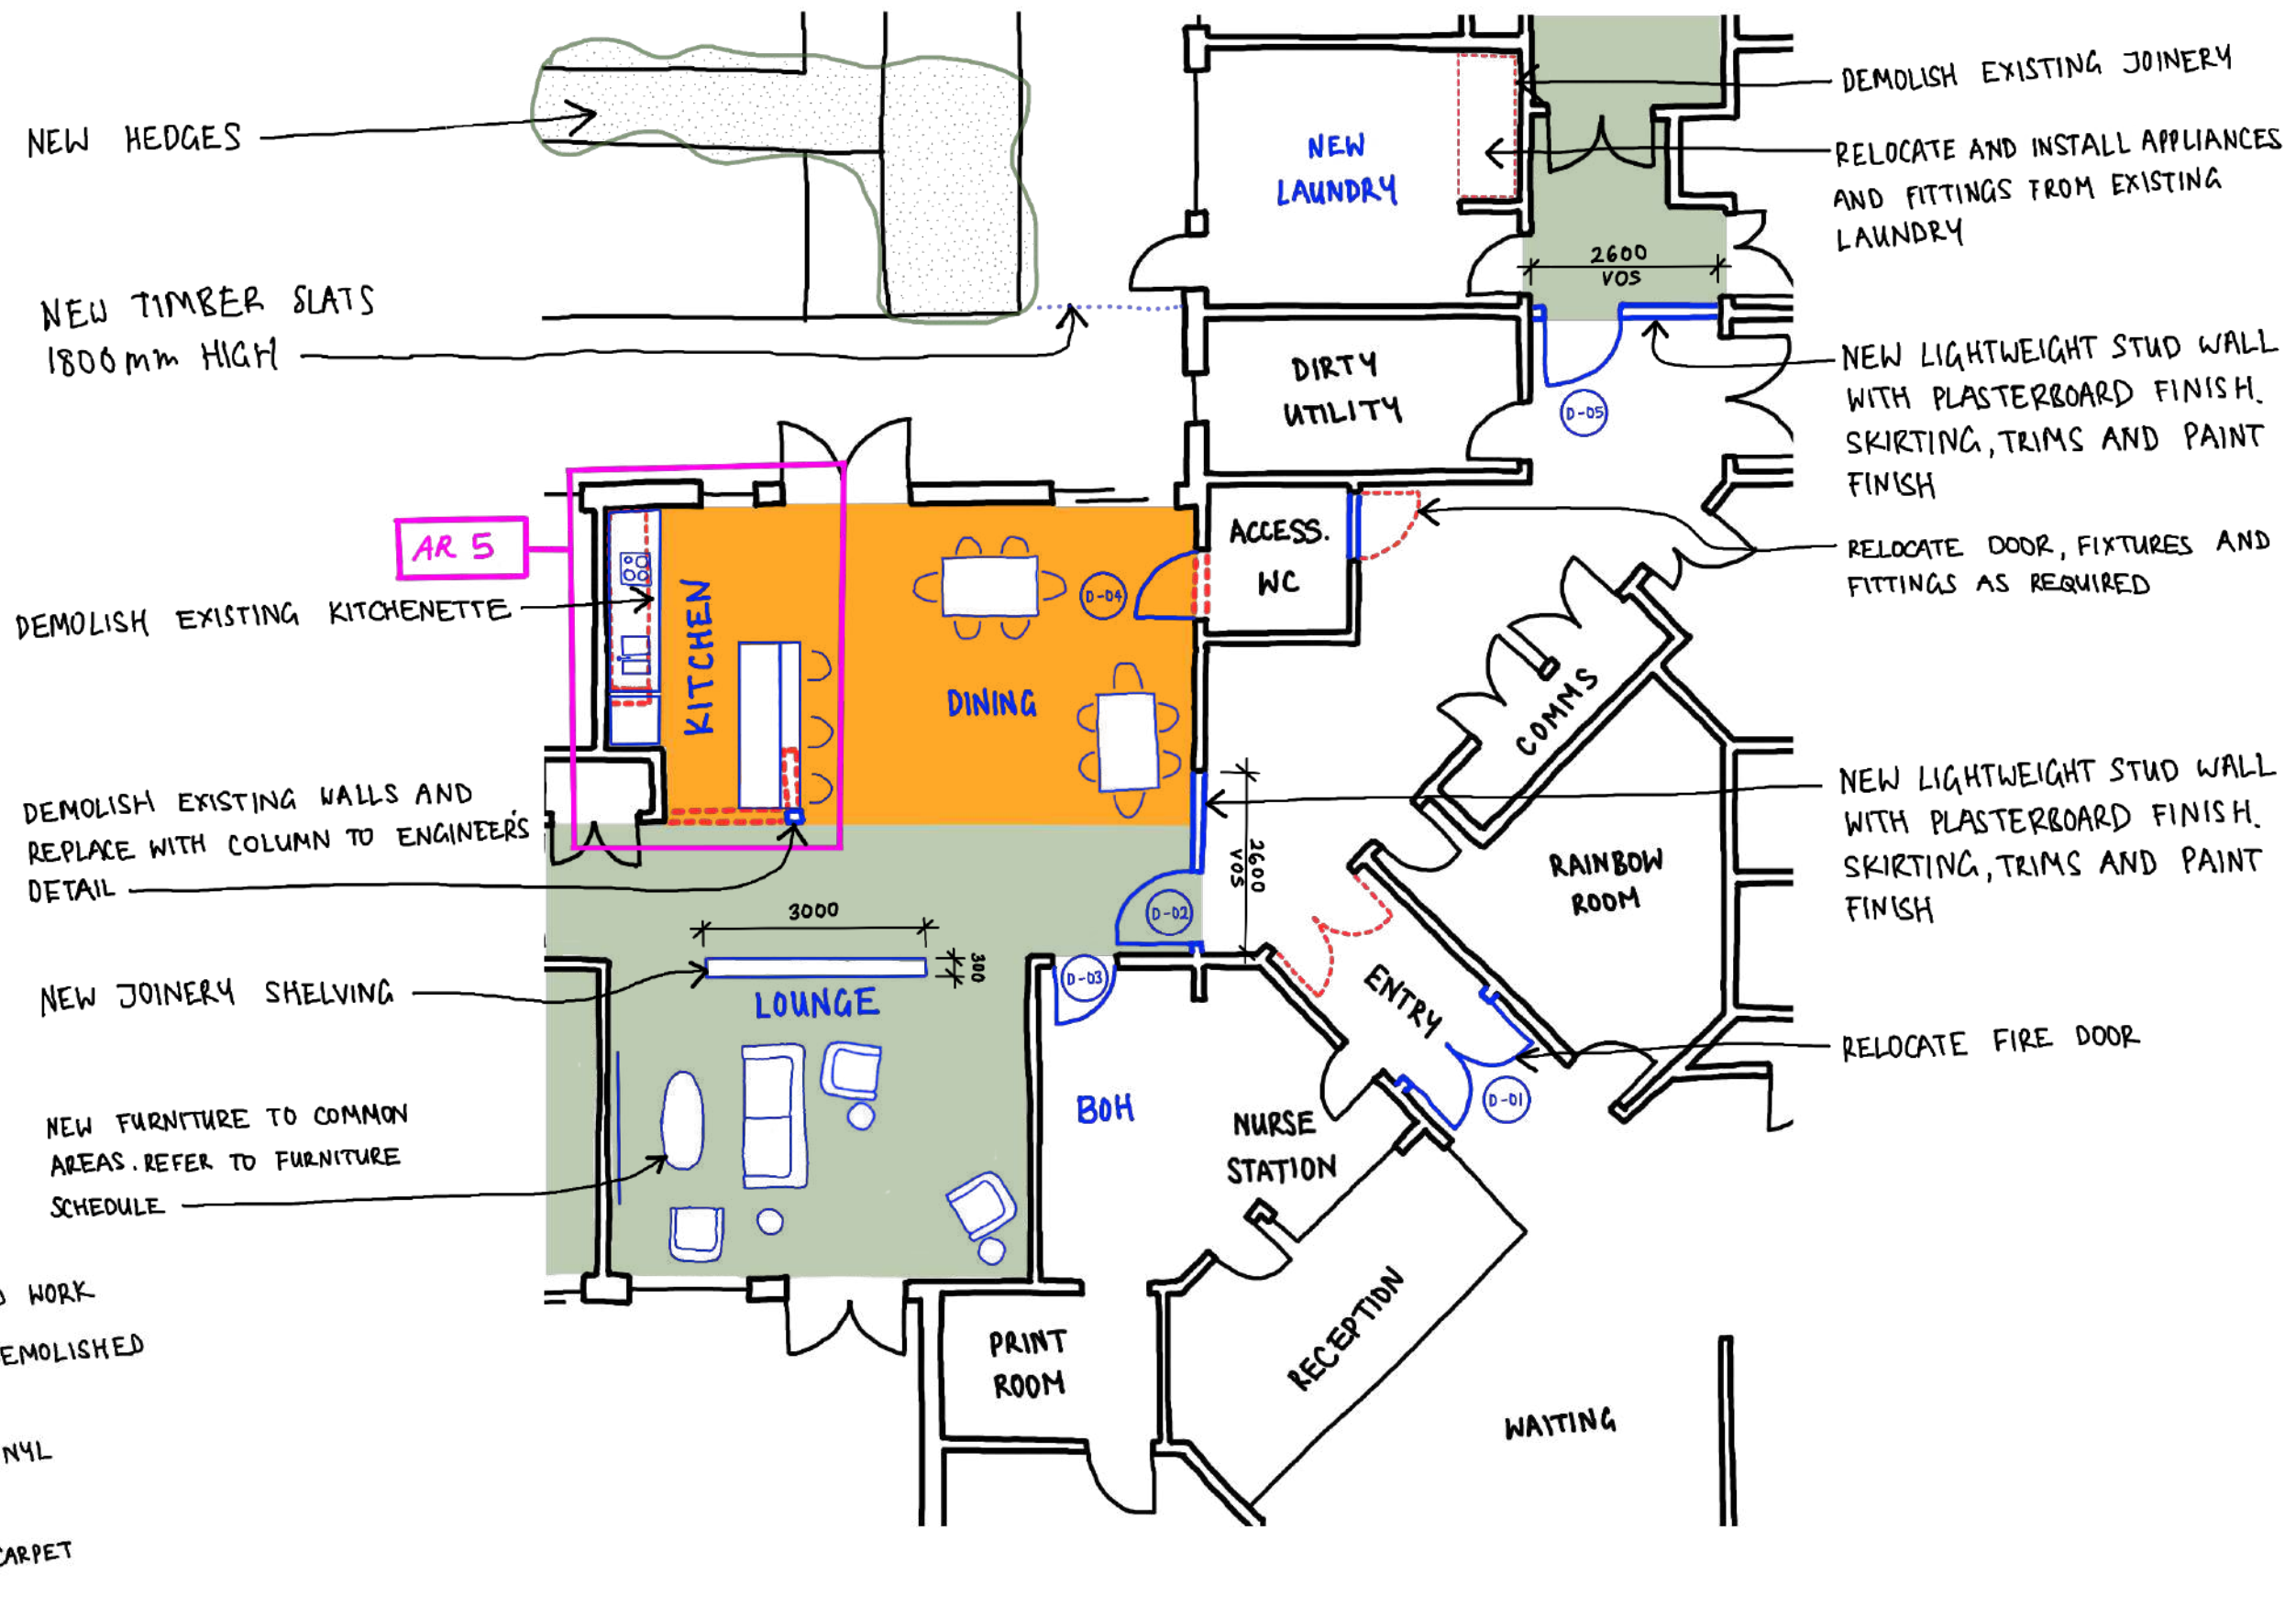 NEW HEDGES
NEW TIMBER SLATS
1800mm HIGH
AR 5
DEMOLISH EXISTING KITCHENETTE
DEMOLISH EXISTING WALLS AND
REPLACE WITH COLUMN TO ENGINEER'S
DETAIL
NEW JOINERY SHELVING
NEW FURNITURE TO COMMON
AREAS. REFER TO FURNITURE
SCHEDULE
WORK
EMOLISHED
NYL
CARPET
NEW
LAUNDRY
2600
VOS
DIRTY
UTILITY
D-05
ACCESS.
WC
D-04
KITCHEN
DINING
COMMS
2600
VOS
D-02
RAINBOW
ROOM
3000
300
D-03
LOUNGE
ENTRY
BOH
D-01
NURSE
STATION
RECEPTION
PRINT
ROOM
WAITING
DEMOLISH EXISTING JOINERY
RELOCATE AND INSTALL APPLIANCES
AND FITTINGS FROM EXISTING
LAUNDRY
NEW LIGHTWEIGHT STUD WALL
WITH PLASTERBOARD FINISH.
SKIRTING, TRIMS AND PAINT
FINISH
RELOCATE DOOR, FIXTURES AND
FITTINGS AS REQUIRED
NEW LIGHTWEIGHT STUD WALL
WITH PLASTERBOARD FINISH.
SKIRTING, TRIMS AND PAINT
FINISH
RELOCATE FIRE DOOR